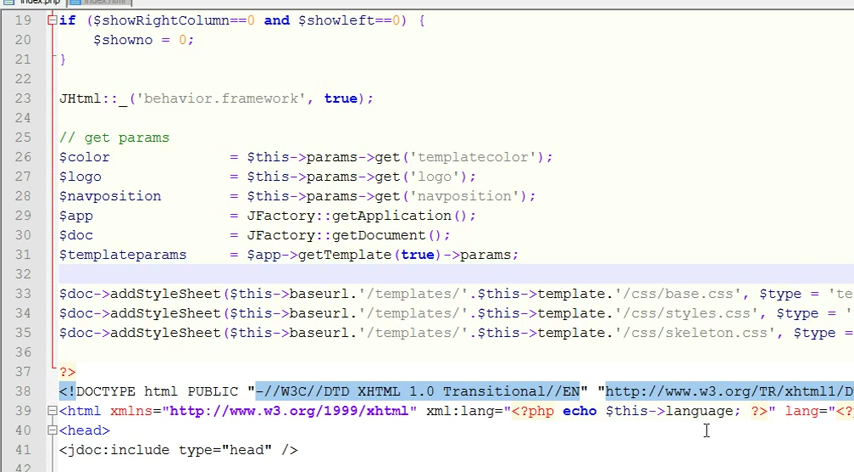 index.php index.html
19 if ($showRightColumn==0 and $showleft==0) {
20 $showno = 0;
21 }
22
23 JHtml::_('behavior.framework', true);
24
25 // get params
26 $color = $this->params->get('templatecolor');
27 $logo = $this->params->get('logo');
28 $navposition = $this->params->get('navposition');
29 $app = JFactory::getApplication();
30 $doc = JFactory::getDocument();
31 $templateparams = $app->getTemplate(true)->params;
32
33 $doc->addStyleSheet($this->baseurl.'/templates/'.$this->template.'/css/base.css', $type = 'te
34 $doc->addStyleSheet($this->baseurl.'/templates/'.$this->template.'/css/styles.css', $type = '
35 $doc->addStyleSheet($this->baseurl.'/templates/'.$this->template.'/css/skeleton.css', $type =
36
37 ?>
38 <!DOCTYPE html PUBLIC "-//W3C//DTD XHTML 1.0 Transitional//EN" "http://www.w3.org/TR/xhtml1/D
39 <html xmlns="http://www.w3.org/1999/xhtml" xml:lang="<?php echo $this->language; ?>" lang="<?
40 <head>
41 <jdoc:include type="head" />
42